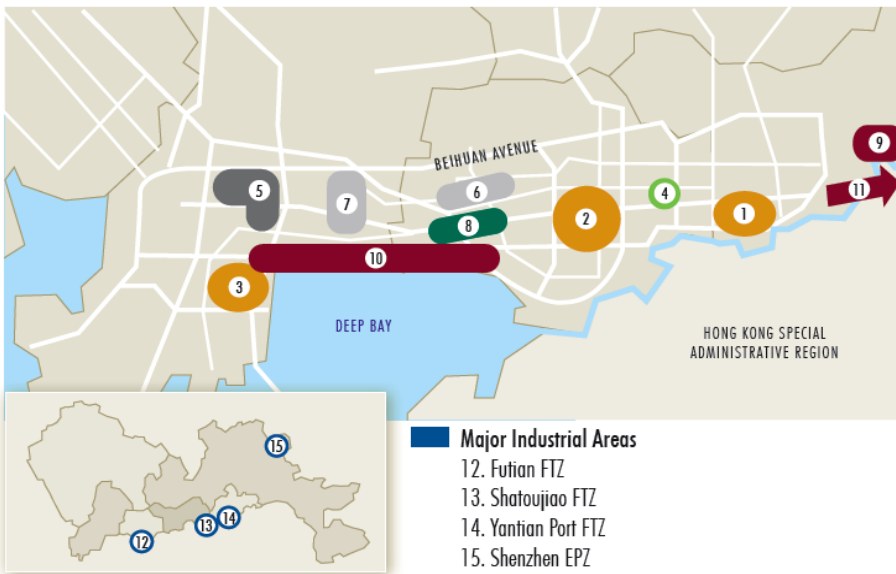 BEIHUAN AVENUE
9
5
7
6
4
11
8
2
1
10
3
DEEP BAY
HONG KONG SPECIAL
ADMINISTRATIVE REGION
15
13
14
12
Major Industrial Areas
12. Futian FTZ
13. Shatoujiao FTZ
14. Yantian Port FTZ
15. Shenzhen EPZ